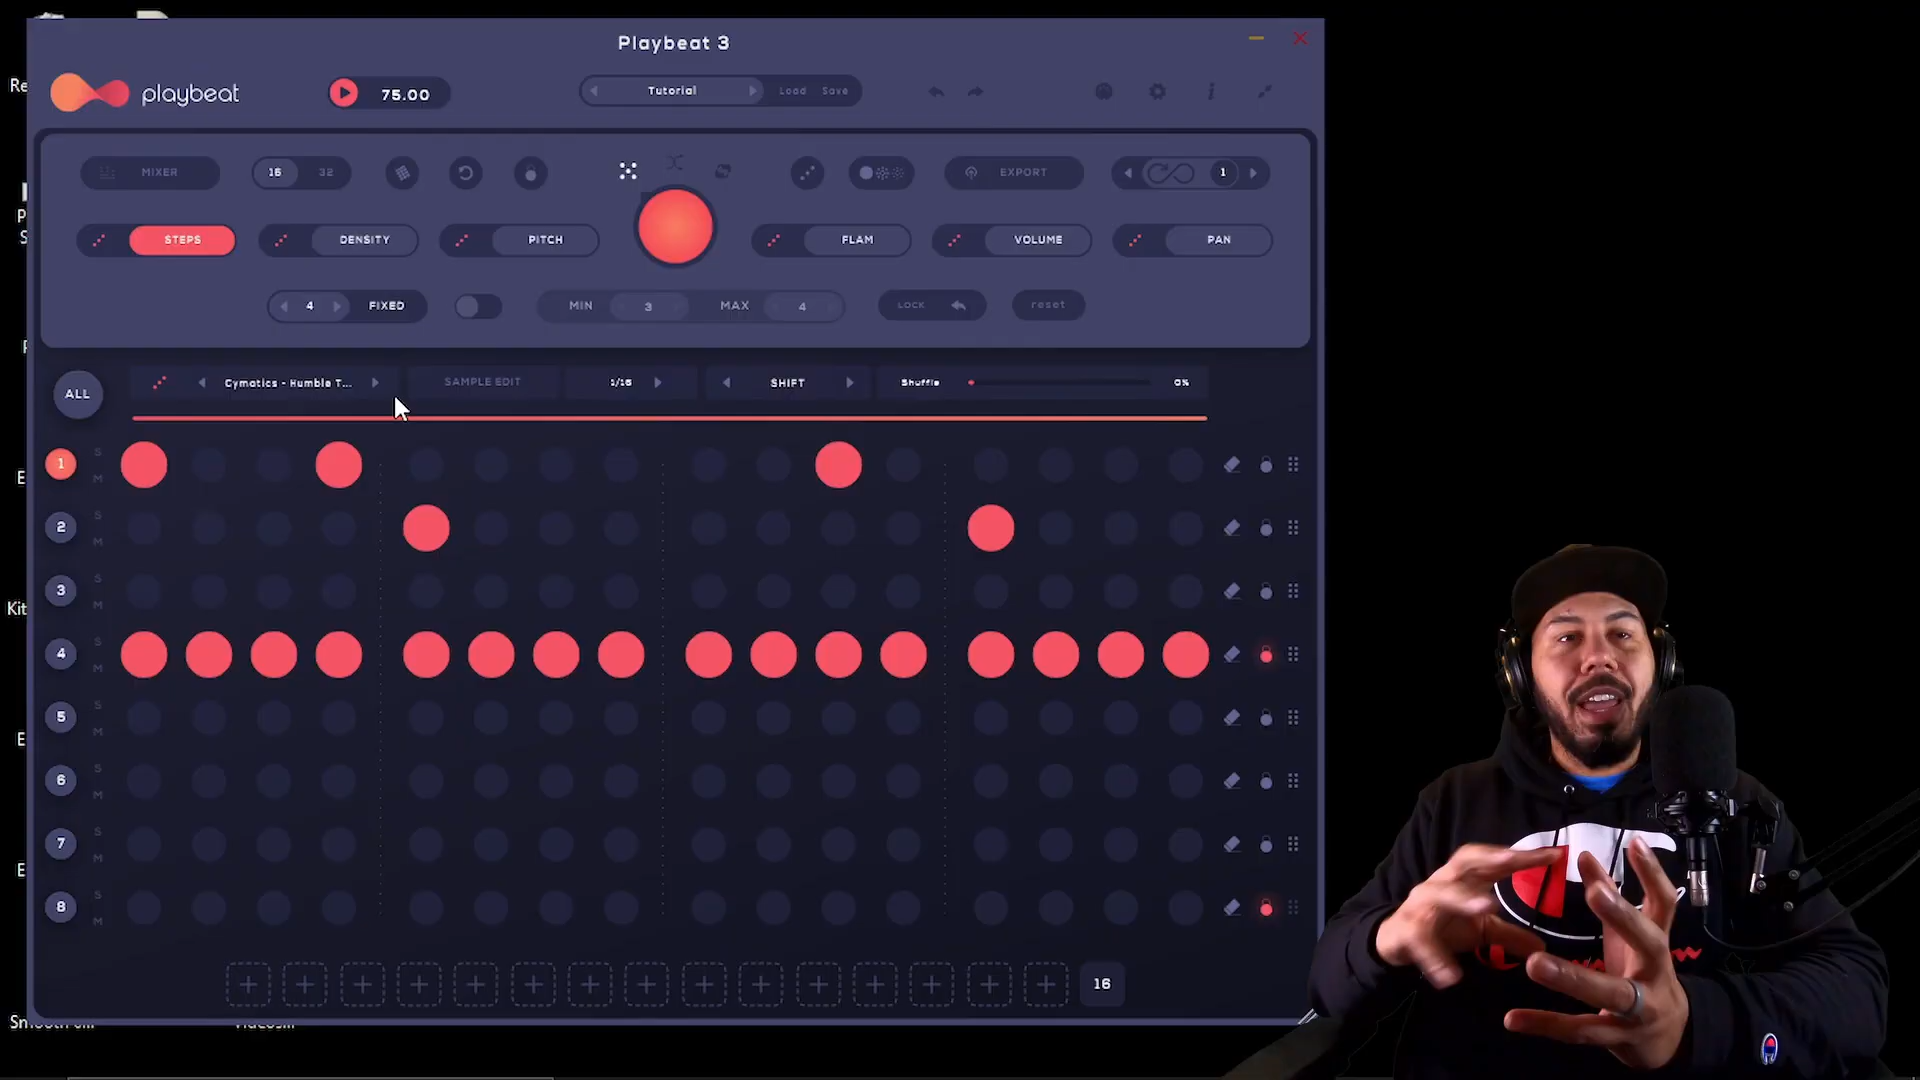 Playbeat 3
Re
playbeat
75.00
Tutorial
Load
Save
i
MIXER
16
32
EXPORT
1
STEPS
DENSITY
PITCH
FLAM
VOLUME
PAN
4
FIXED
MIN
3
MAX
4
LOCK
reset
ALL
Cymatics - Humble T...
SAMPLE EDIT
1/16
SHIFT
Shuffle
0%
1
S
M
2
S
M
3
S
M
4
S
M
5
S
M
6
S
M
7
S
M
8
S
M
Kit
16